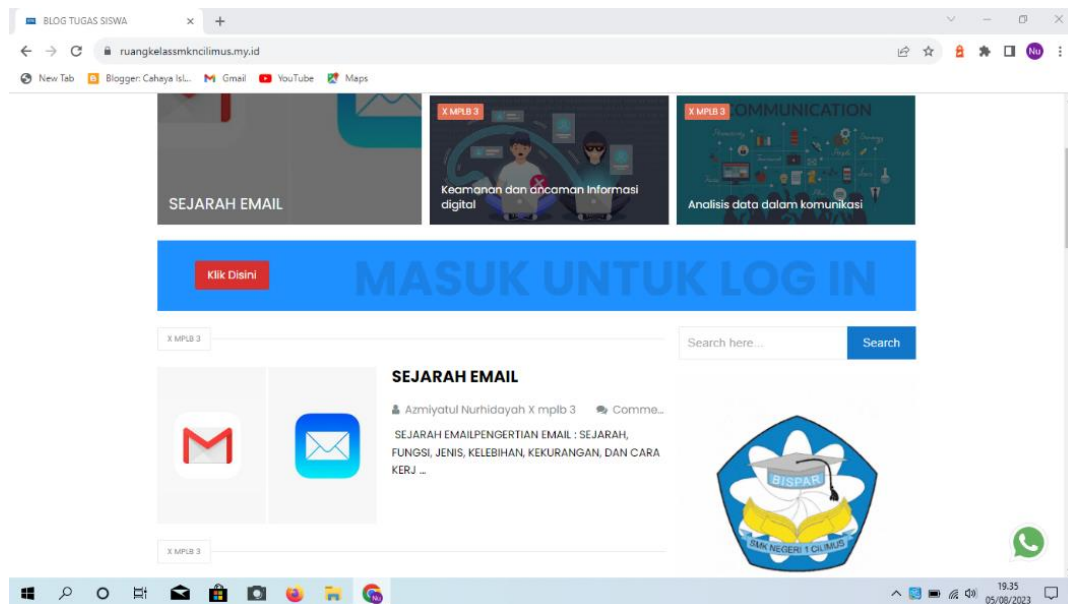 BLOG TUGAS SISWA
ruangkelassmkncilimus.my.id
Nu
New Tab Blogger: Cahaya Isl... Gmail YouTube Maps
X MPLB 3
X MPLB 3
COMMUNICATION
SEJARAH EMAIL
Keamanan dan ancaman Informasi
digital
Analisis data dalam komunikasi
Klik Disini
MASUK UNTUK LOG IN
X MPLB 3
Search here...
Search
SEJARAH EMAIL
Azmiyatul Nurhidayah X mplb 3 Comme...
SEJARAH EMAILPENGERTIAN EMAIL : SEJARAH,
FUNGSI, JENIS, KELEBIHAN, KEKURANGAN, DAN CARA
KERJ ...
BISPAR
SMK NEGERI 1 CILIMUS
X MPLB 3
19.35
05/08/2023